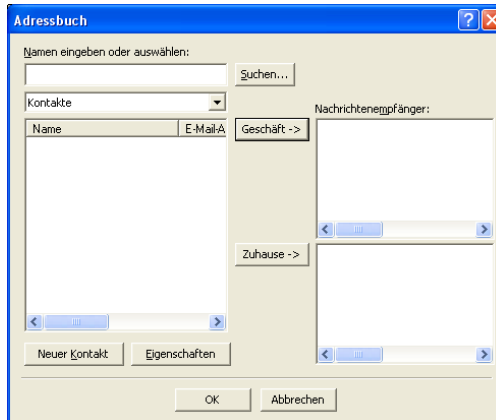 Adressbuch
Namen eingeben oder auswählen:
Suchen...
Kontakte
Nachrichtenempfänger:
Name E-Mail-A
Geschäft ->
Zuhause ->
Neuer Kontakt Eigenschaften
OK Abbrechen